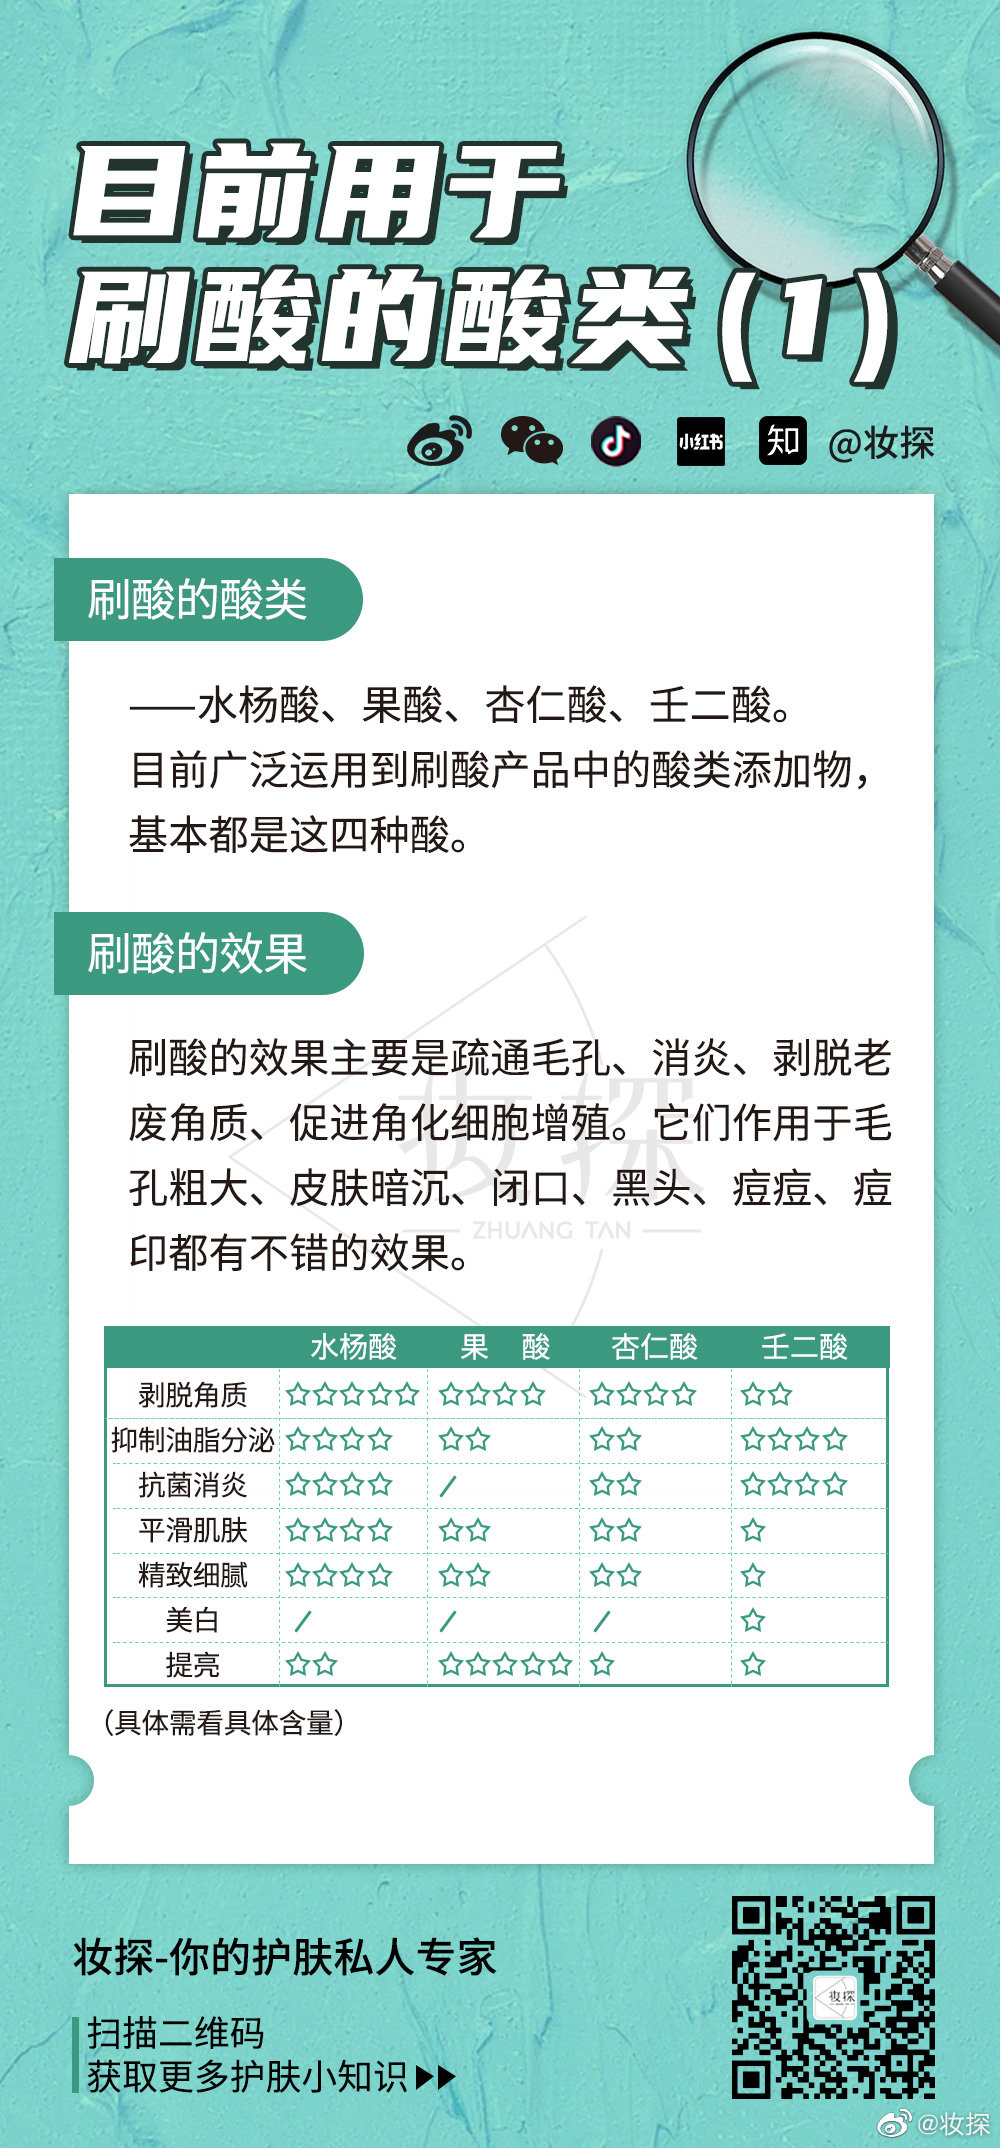 目前用于
刷酸的酸类(1)
小红书 知 @妆探
刷酸的酸类
——水杨酸、果酸、杏仁酸、壬二酸。
目前广泛运用到刷酸产品中的酸类添加物，
基本都是这四种酸。
刷酸的效果
刷酸的效果主要是疏通毛孔、消炎、剥脱老
废角质、促进角化细胞增殖。它们作用于毛
孔粗大、皮肤暗沉、闭口、黑头、痘痘、痘
印都有不错的效果。
妆探
ZHUANG TAN
水杨酸 果 酸 杏仁酸 壬二酸
剥脱角质 ☆☆☆☆☆ ☆☆☆☆ ☆☆☆☆ ☆☆
抑制油脂分泌 ☆☆☆☆ ☆☆ ☆☆ ☆☆☆☆
抗菌消炎 ☆☆☆☆ / ☆☆ ☆☆☆☆
平滑肌肤 ☆☆☆☆ ☆☆ ☆☆ ☆
精致细腻 ☆☆☆☆ ☆☆ ☆☆ ☆
美白 / / / ☆
提亮 ☆☆ ☆☆☆☆☆ ☆ ☆
（具体需看具体含量）
妆探-你的护肤私人专家
扫描二维码
获取更多护肤小知识▶▶
妆探
@妆探